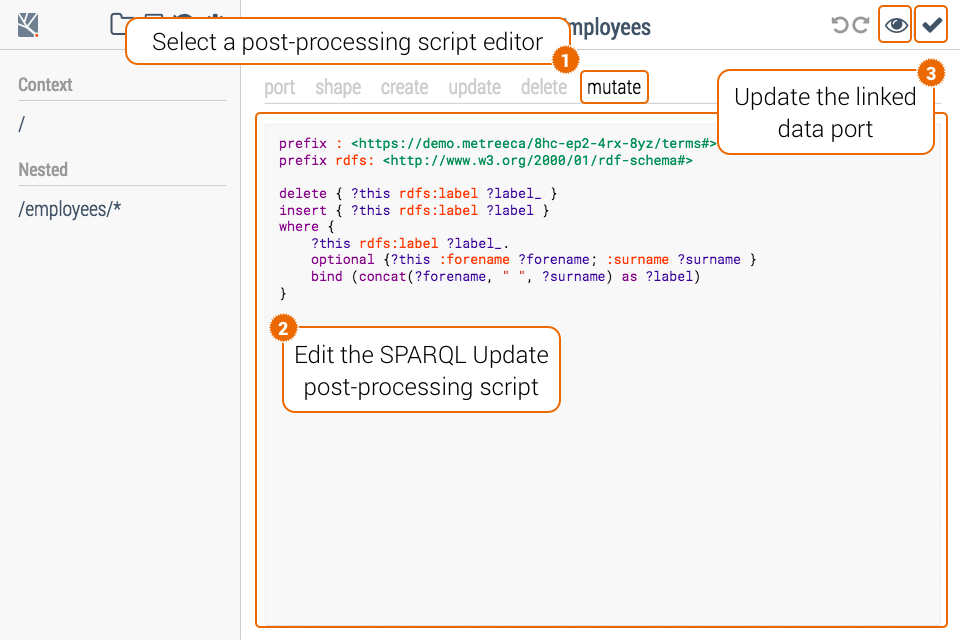 Select a post-processing script editor
mployees
1
port shape create update delete mutate
3
Update the linked
data port
Context
/
Nested
/employees/*
prefix : <https://demo.metreeca/8hc-ep2-4rx-8yz/terms#>
prefix rdfs: <http://www.w3.org/2000/01/rdf-schema#>
delete { ?this rdfs:label ?label_ }
insert { ?this rdfs:label ?label }
where {
?this rdfs:label ?label_.
optional {?this :forename ?forename; :surname ?surname }
bind (concat(?forename, " ", ?surname) as ?label)
}
2
Edit the SPARQL Update
post-processing script